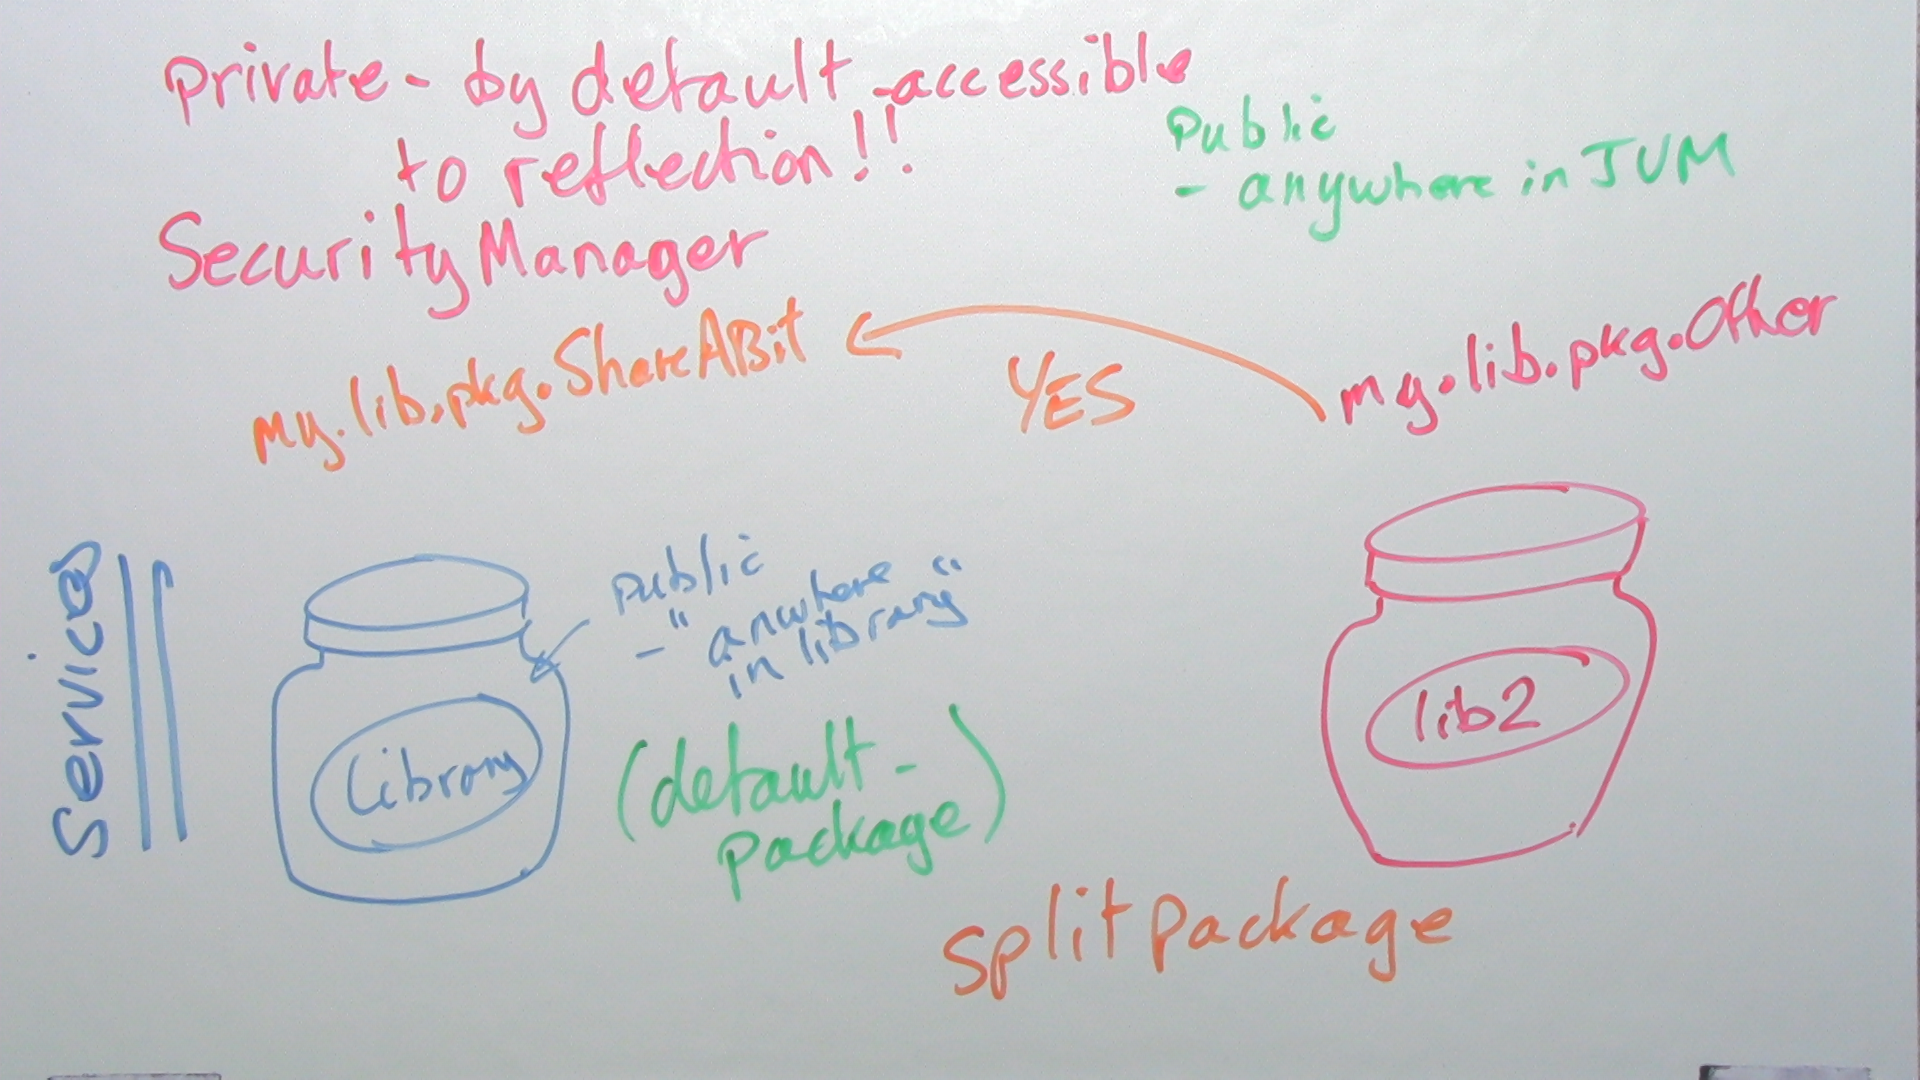 private - by default - accessible
to reflection!!
Public
- anywhere in JVM
SecurityManager
my.lib.pkg.ShareABit
YES
my.lib.pkg.Other
Services
public
- "anwhere
in library"
Library
(default-
package)
lib2
split package